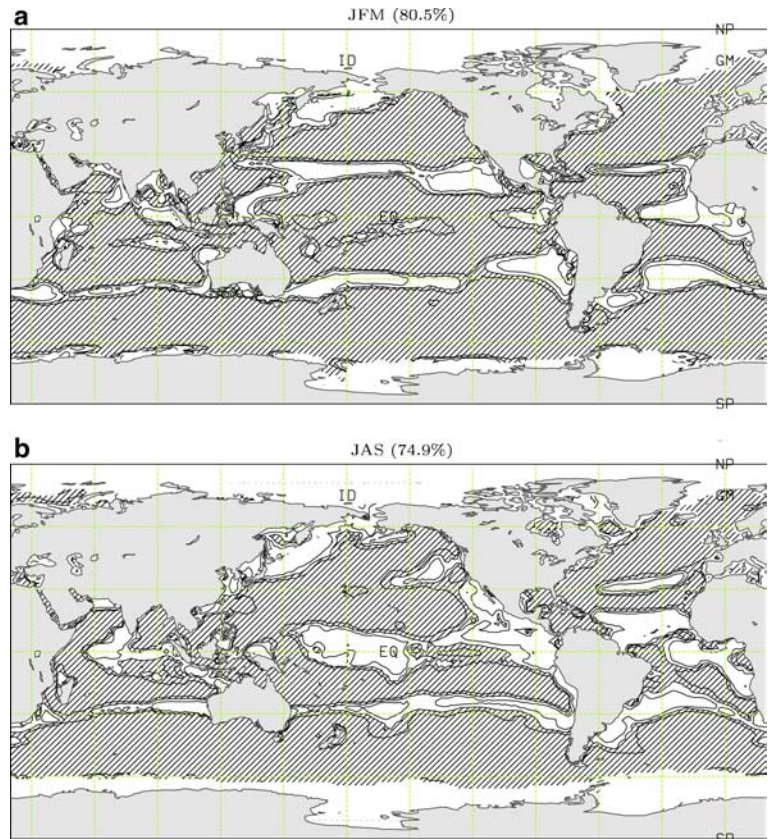 a
JFM (80.5%)
NP
ID
GM
EQ
SP
b
JAS (74.9%)
NP
ID
GM
EQ
SP